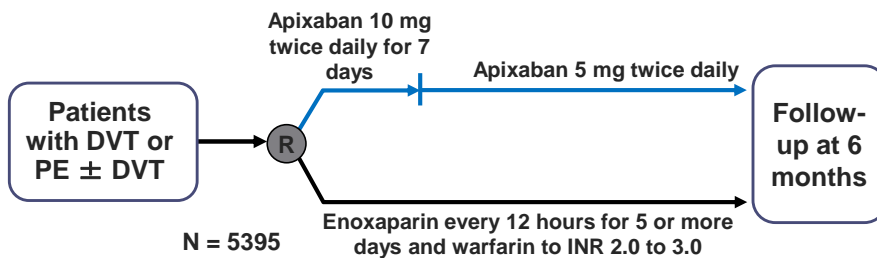 Apixaban 10 mg
twice daily for 7
days
Apixaban 5 mg twice daily
Patients
with DVT or
PE ± DVT
R
Follow-
up at 6
months
Enoxaparin every 12 hours for 5 or more
days and warfarin to INR 2.0 to 3.0
N = 5395